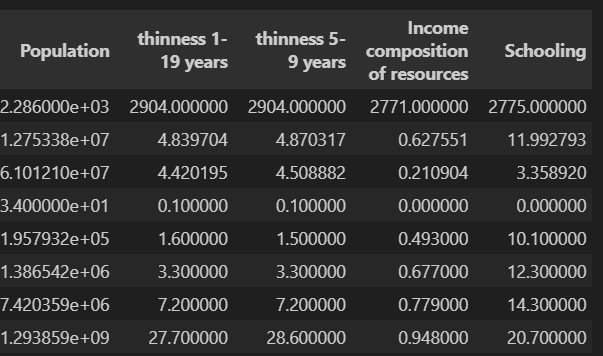 Population thinness 1-19 years thinness 5-9 years Income composition of resources Schooling
2.286000e+03 2904.000000 2904.000000 2771.000000 2775.000000
1.275338e+07 4.839704 4.870317 0.627551 11.992793
6.101210e+07 4.420195 4.508882 0.210904 3.358920
3.400000e+01 0.100000 0.100000 0.000000 0.000000
1.957932e+05 1.600000 1.500000 0.493000 10.100000
1.386542e+06 3.300000 3.300000 0.677000 12.300000
7.420359e+06 7.200000 7.200000 0.779000 14.300000
1.293859e+09 27.700000 28.600000 0.948000 20.700000